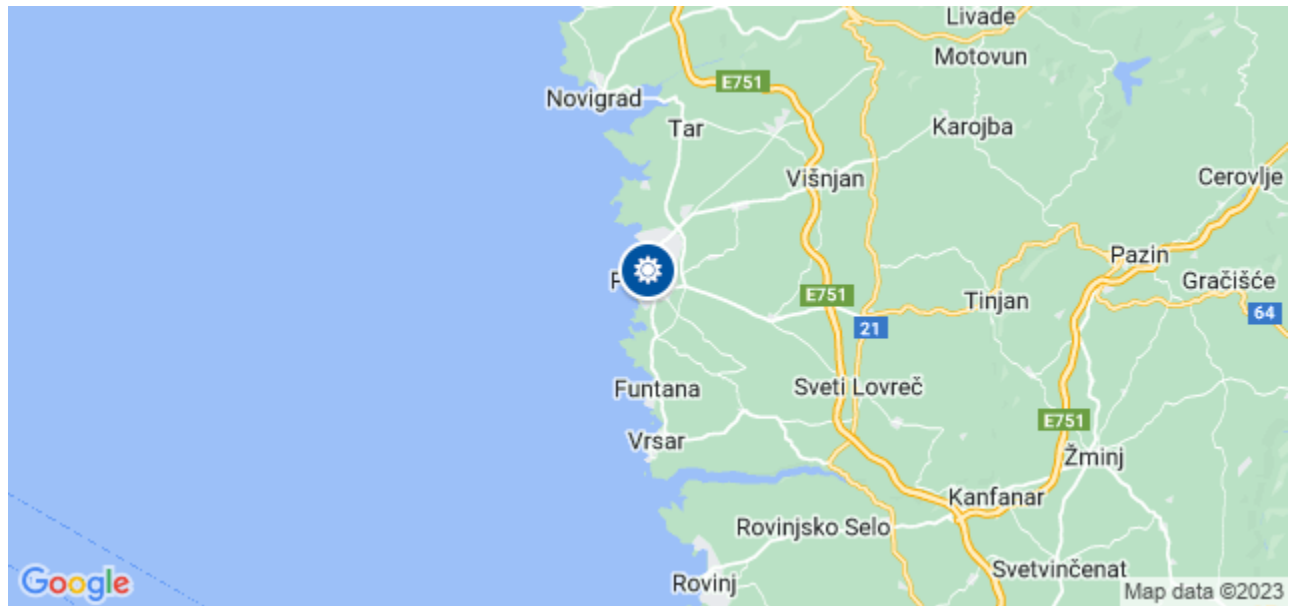 Livade
Motovun
E751
Novigrad
Tar
Karojba
Višnjan
Cerovlje
Pazin
Gračišće
E751
Tinjan
64
21
Funtana
Sveti Lovreč
E751
Vrsar
Žminj
Kanfanar
Rovinjsko Selo
Svetvinčenat
Rovinj
Google
Map data ©2023